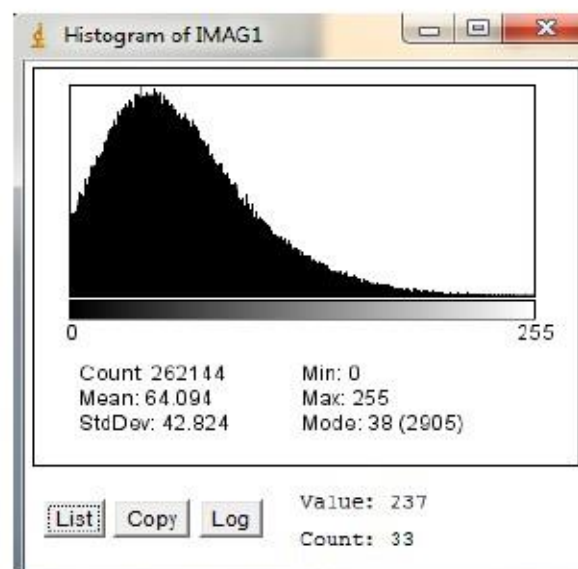 Histogram of IMAG1
0 255
Count: 262144 Min: 0
Mean: 64.094 Max: 255
StdDev: 42.824 Mode: 38 (2905)
List Copy Log Value: 237
Count: 33